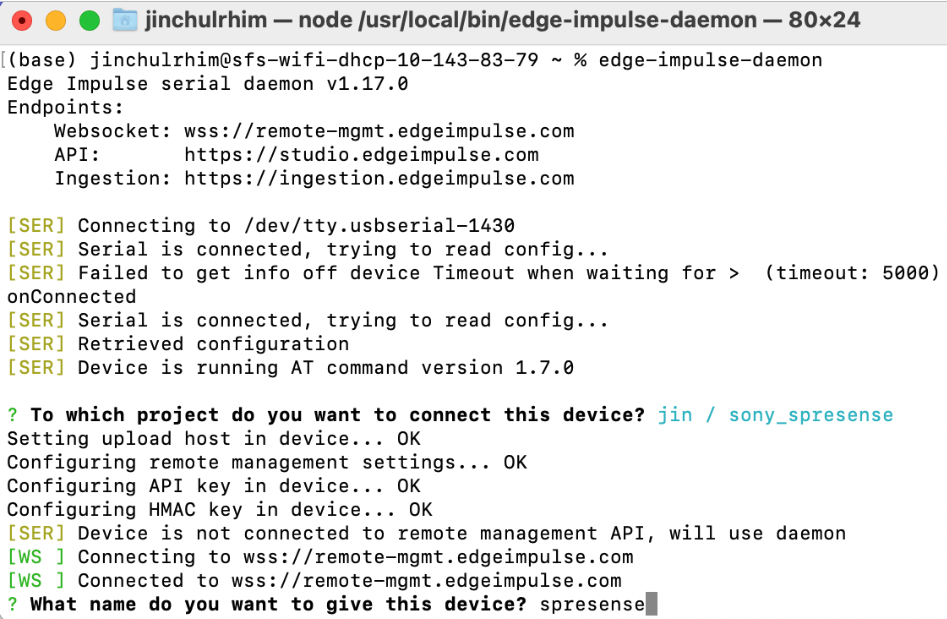 jinchulrhim — node /usr/local/bin/edge-impulse-daemon — 80×24
[(base) jinchulrhim@sfs-wifi-dhcp-10-143-83-79 ~ % edge-impulse-daemon
Edge Impulse serial daemon v1.17.0
Endpoints:
    Websocket: wss://remote-mgmt.edgeimpulse.com
    API:       https://studio.edgeimpulse.com
    Ingestion: https://ingestion.edgeimpulse.com
[SER] Connecting to /dev/tty.usbserial-1430
[SER] Serial is connected, trying to read config...
[SER] Failed to get info off device Timeout when waiting for >  (timeout: 5000)
onConnected
[SER] Serial is connected, trying to read config...
[SER] Retrieved configuration
[SER] Device is running AT command version 1.7.0
? To which project do you want to connect this device? jin / sony_spresense
Setting upload host in device... OK
Configuring remote management settings... OK
Configuring API key in device... OK
Configuring HMAC key in device... OK
[SER] Device is not connected to remote management API, will use daemon
[WS ] Connecting to wss://remote-mgmt.edgeimpulse.com
[WS ] Connected to wss://remote-mgmt.edgeimpulse.com
? What name do you want to give this device? spresense